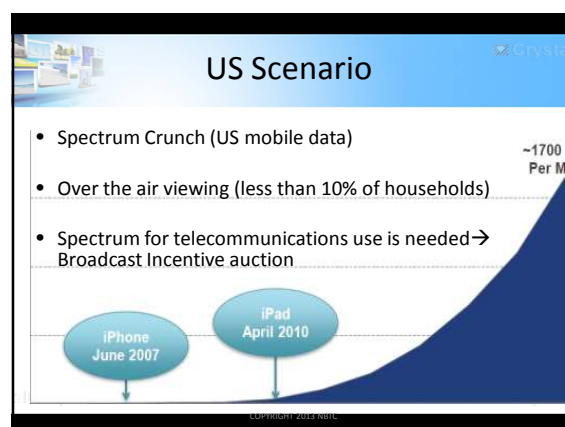 US Scenario
• Spectrum Crunch (US mobile data)
~1700
Per M
• Over the air viewing (less than 10% of households)
• Spectrum for telecommunications use is needed→
Broadcast Incentive auction
iPad
April 2010
iPhone
June 2007
COPYRIGHT 2013 NBTC